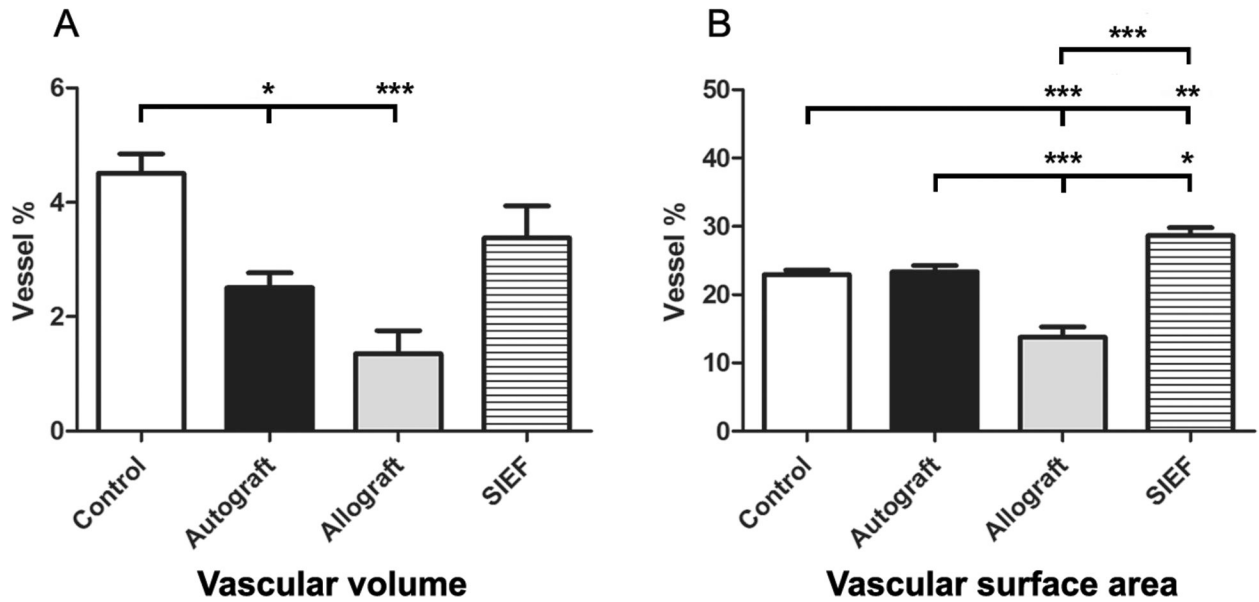 A
6
4
2
0
Vessel %
* ***
Control Autograft Allograft SIEF
Vascular volume
B
50
40
30
20
10
0
Vessel %
***
*** **
*** *
Control Autograft Allograft SIEF
Vascular surface area